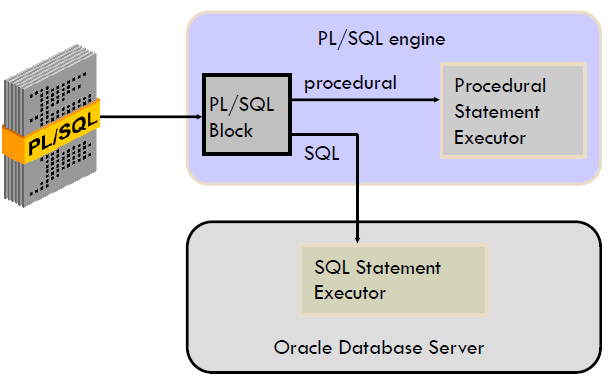 PL/SQL engine
PL/SQL
PL/SQL
Block
procedural
SQL
Procedural
Statement
Executor
SQL Statement
Executor
Oracle Database Server